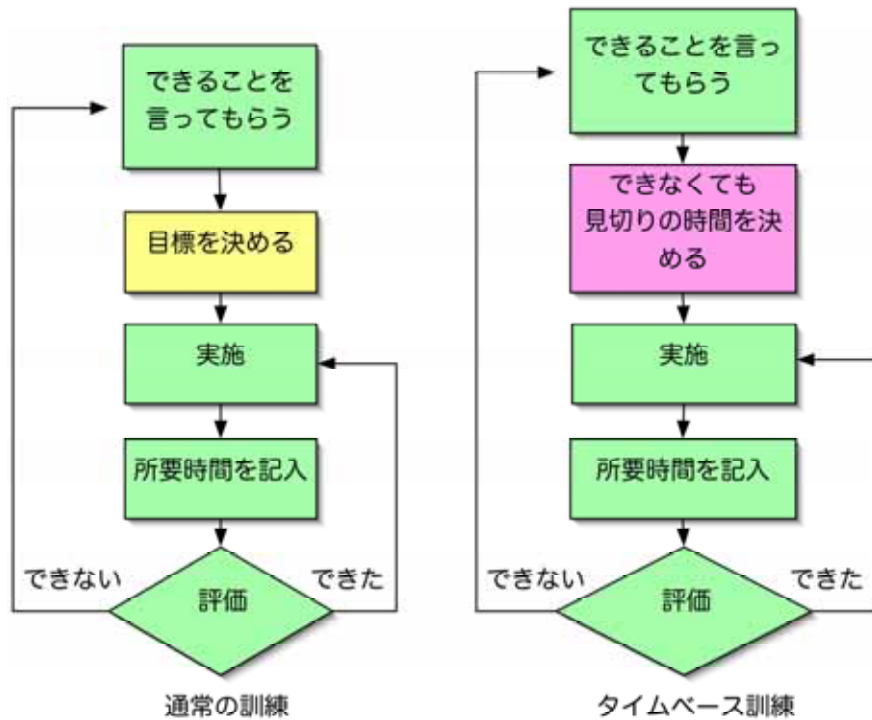 できることを
言ってもらう
目標を決める
実施
所要時間を記入
できない
できた
評価
通常の訓練
できることを言っ
てもらう
できなくても
見切りの時間を決
める
実施
所要時間を記入
できない
できた
評価
タイムベース訓練